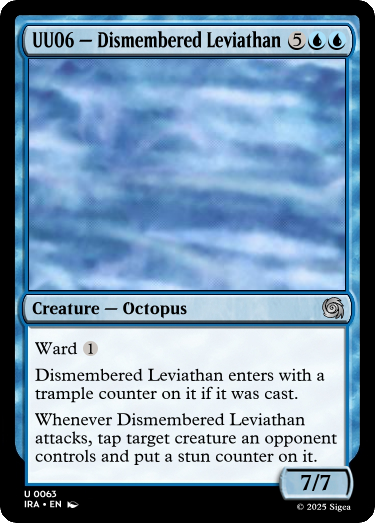 UU06 — Dismembered Leviathan 5
Creature — Octopus
Ward 1
Dismembered Leviathan enters with a
trample counter on it if it was cast.
Whenever Dismembered Leviathan
attacks, tap target creature an opponent
controls and put a stun counter on it.
7/7
U 0063
IRA • EN
© 2025 Sigea